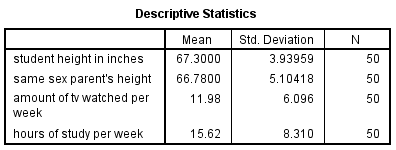 Descriptive Statistics
Mean Std. Deviation N
student height in inches 67.3000 3.93959 50
same sex parent's height 66.7800 5.10418 50
amount of tv watched per 11.98 6.096 50
week
hours of study per week 15.62 8.310 50